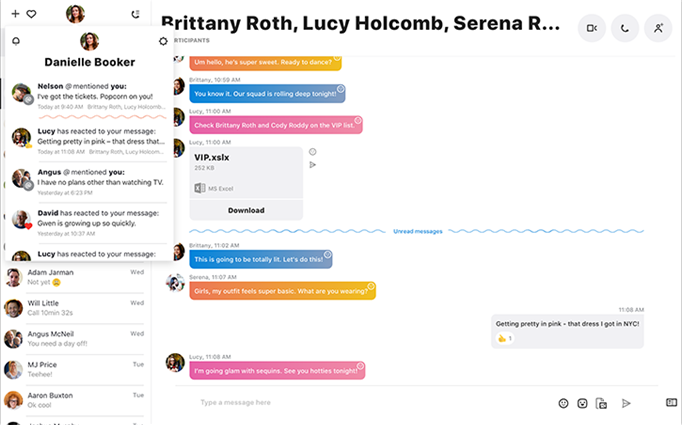 Brittany Roth, Lucy Holcomb, Serena R...
Danielle Booker
Nelson @ mentioned you:
I've got the tickets. Popcorn on you!
Today at 9:40 AM Brittany Roth, Lucy Holcomb...
Lucy has reacted to your message:
Getting pretty in pink – that dress that...
Today at 11:08 AM Brittany Roth, Lucy Holcom...
Angus @ mentioned you:
I have no plans other than watching TV.
Yesterday at 6:23 PM
David has reacted to your message:
Gwen is growing up so quickly.
Yesterday at 10:37 AM
Lucy has reacted to your message:
Adam Jarman Wed
Not yet
Will Little Wed
Call 10min 32s
Angus McNeil Wed
You need a day off!
MJ Price Tue
Teehee!
Aaron Buxton Tue
Ok cool
RTICIPANTS
Um hello, he's super sweet. Ready to dance?
Brittany, 10:59 AM
You know it. Our squad is rolling deep tonight!
Lucy, 11:00 AM
Check Brittany Roth and Cody Roddy on the VIP list.
Lucy, 11:00 AM
VIP.xslx
252 KB
MS Excel
Download
Unread messages
Brittany, 11:02 AM
This is going to be totally lit. Let's do this!
Serena, 11:07 AM
Girls, my outfit feels super basic. What are you wearing?
11:08 AM
Getting pretty in pink – that dress I got in NYC!
1
Lucy, 11:08 AM
I'm going glam with sequins. See you hotties tonight!
Type a message here